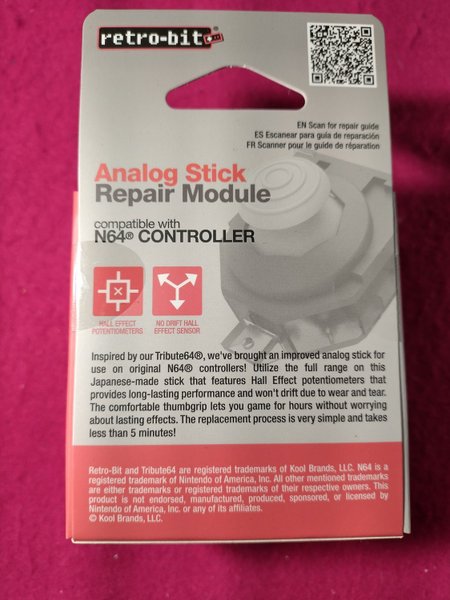 retro-bit
EN Scan for repair guide
ES Escanear para guía de reparación
FR Scanner pour le guide de réparation
Analog Stick
Repair Module
compatible with
N64® CONTROLLER
HALL EFFECT
POTENTIOMETERS
NO DRIFT HALL
EFFECT SENSOR
Inspired by our Tribute64®, we've brought an improved analog stick for
use on original N64® controllers! Utilize the full range on this
Japanese-made stick that features Hall Effect potentiometers that
provides long-lasting performance and won't drift due to wear and tear.
The comfortable thumbgrip lets you game for hours without worrying
about lasting effects. The replacement process is very simple and takes
less than 5 minutes!
Retro-Bit and Tribute64 are registered trademarks of Kool Brands, LLC. N64 is a
registered trademark of Nintendo of America, Inc. All other mentioned trademarks
are either trademarks or registered trademarks of their respective owners. This
product is not endorsed, manufactured, produced, sponsored, or licensed by
Nintendo of America, Inc. or any of its affiliates.
© Kool Brands, LLC.